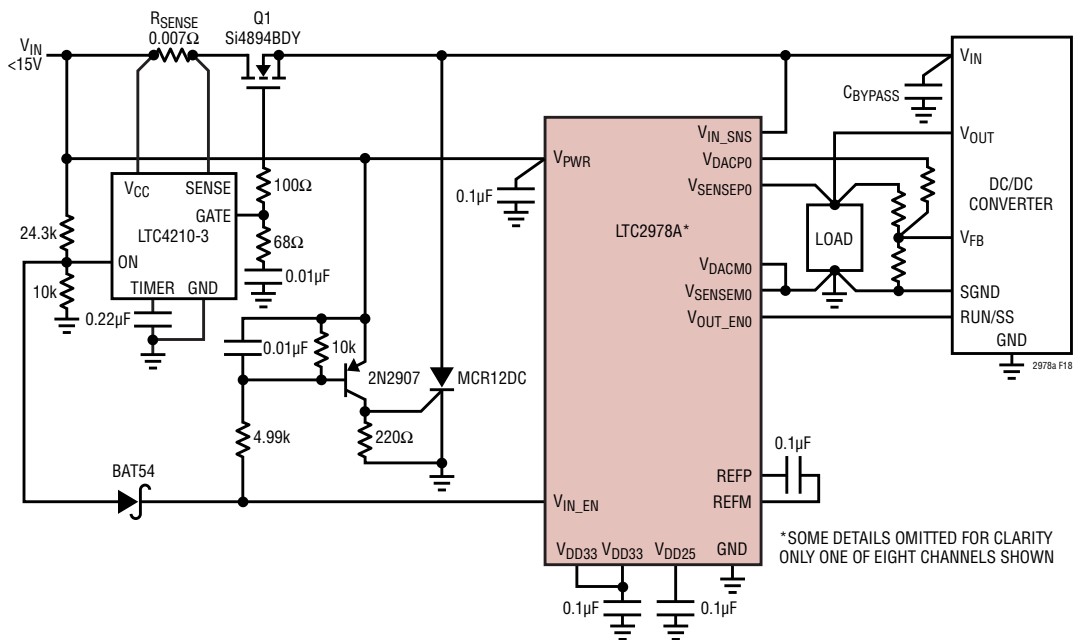 VIN
<15V
RSENSE
0.007Ω
Q1
Si4894BDY
VCC
SENSE
GATE
LTC4210-3
ON
TIMER
GND
24.3k
10k
0.22µF
100Ω
68Ω
0.01µF
0.01µF
10k
2N2907
MCR12DC
4.99k
220Ω
BAT54
0.1µF
VPWR
VIN_SNS
VDACP0
VSENSEP0
LTC2978A*
VDACM0
VSENSEM0
VOUT_EN0
REFP
REFM
VIN_EN
VDD33
VDD33
VDD25
GND
0.1µF
0.1µF
0.1µF
LOAD
CBYPASS
VIN
VOUT
DC/DC
CONVERTER
VFB
SGND
RUN/SS
GND
2978a F18
*SOME DETAILS OMITTED FOR CLARITY
ONLY ONE OF EIGHT CHANNELS SHOWN